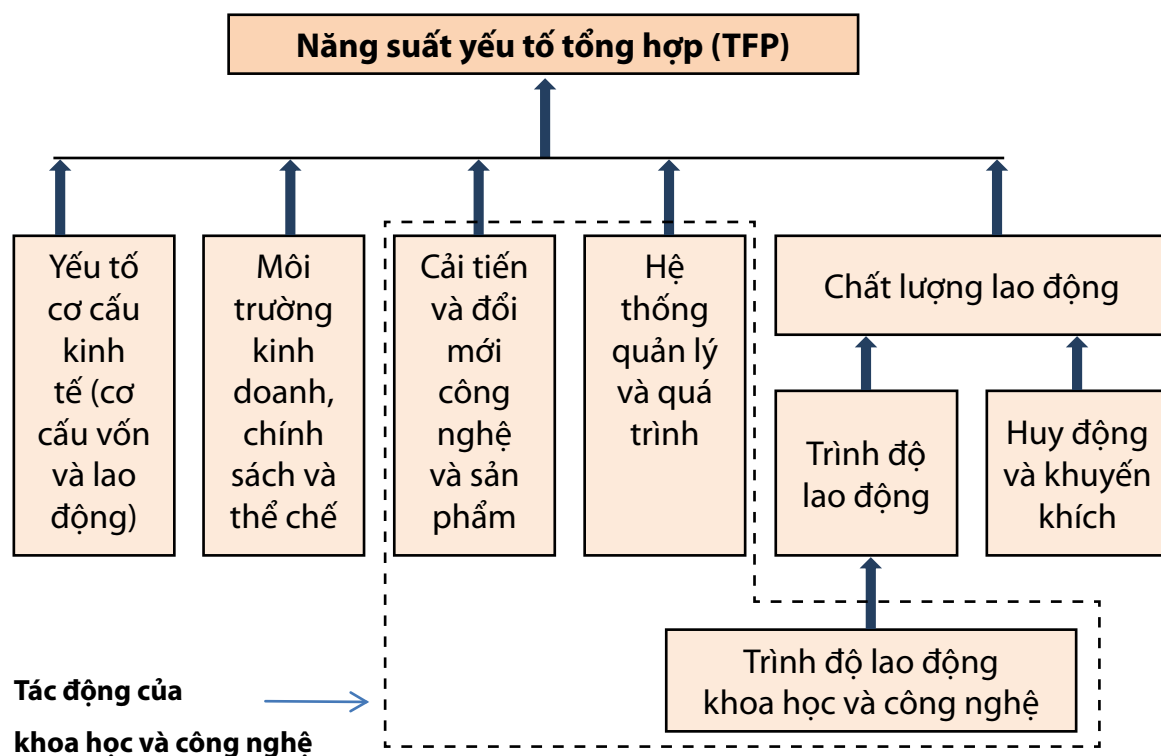 Năng suất yếu tố tổng hợp (TFP)
Yếu tố
cơ cấu
kinh
tế (cơ
cấu vốn
và lao
động)
Môi
trường
kinh
doanh,
chính
sách và
thể chế
Cải tiến
và đổi
mới
công
nghệ
và sản
phẩm
Hệ
thống
quản lý
và quá
trình
Chất lượng lao động
Trình độ
lao động
Huy động
và khuyến
khích
Trình độ lao động
khoa học và công nghệ
Tác động của
khoa học và công nghệ